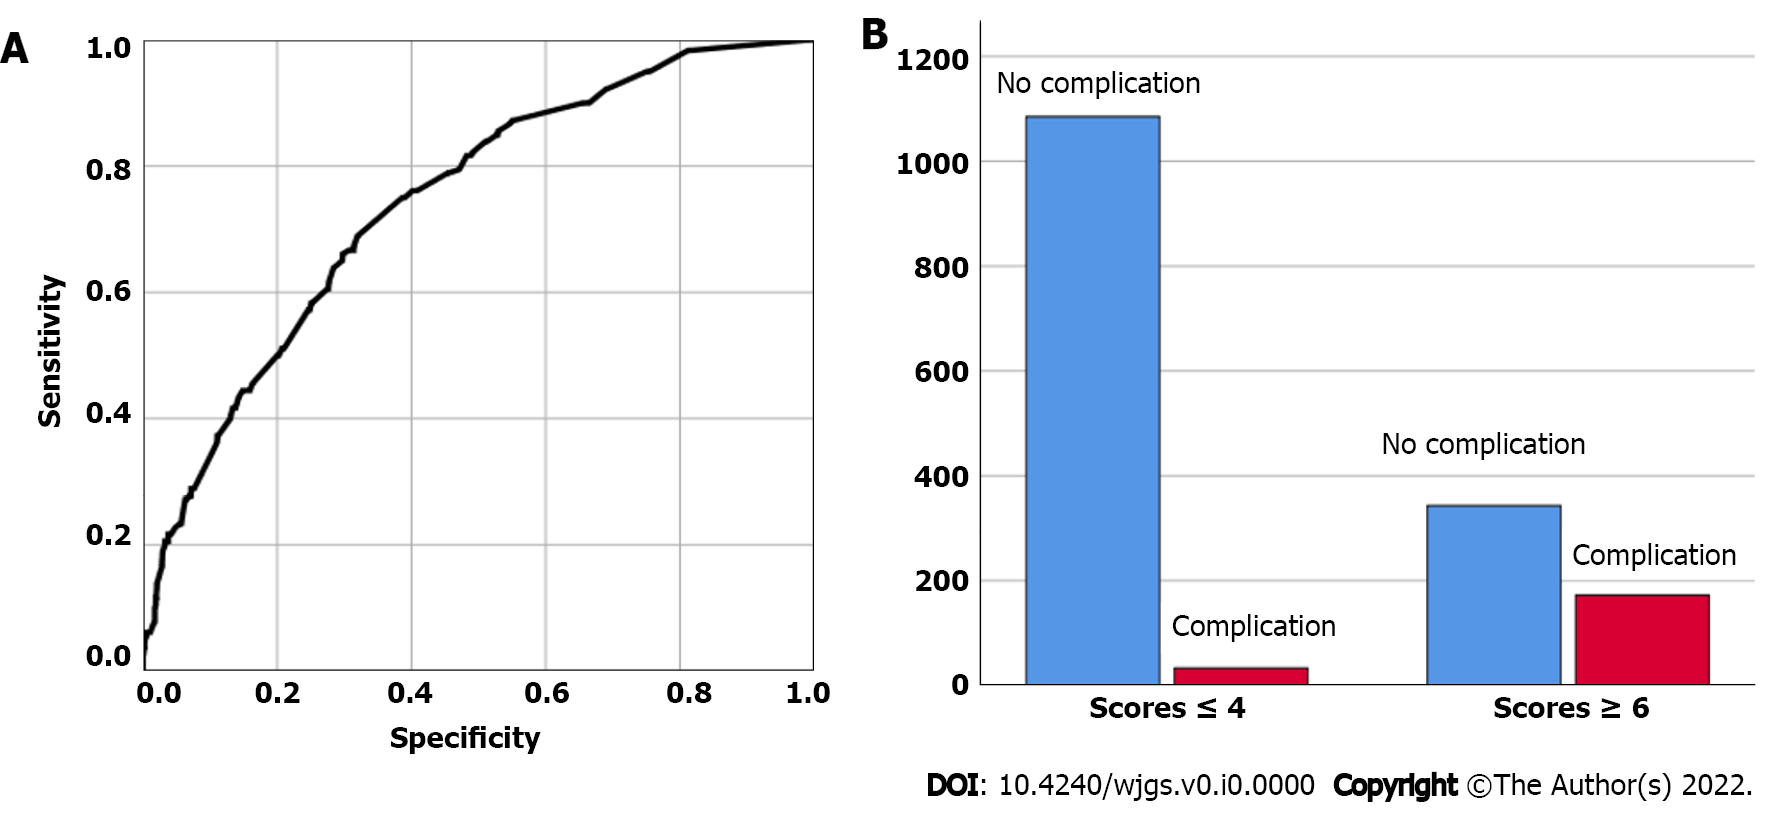 A
1.0
0.8
0.6
0.4
0.2
0.0
Sensitivity
0.0 0.2 0.4 0.6 0.8 1.0
Specificity
B
1200
1000
800
600
400
200
0
No complication
Complication
No complication
Complication
Scores ≤ 4 Scores ≥ 6
DOI: 10.4240/wjgs.v0.i0.0000 Copyright ©The Author(s) 2022.